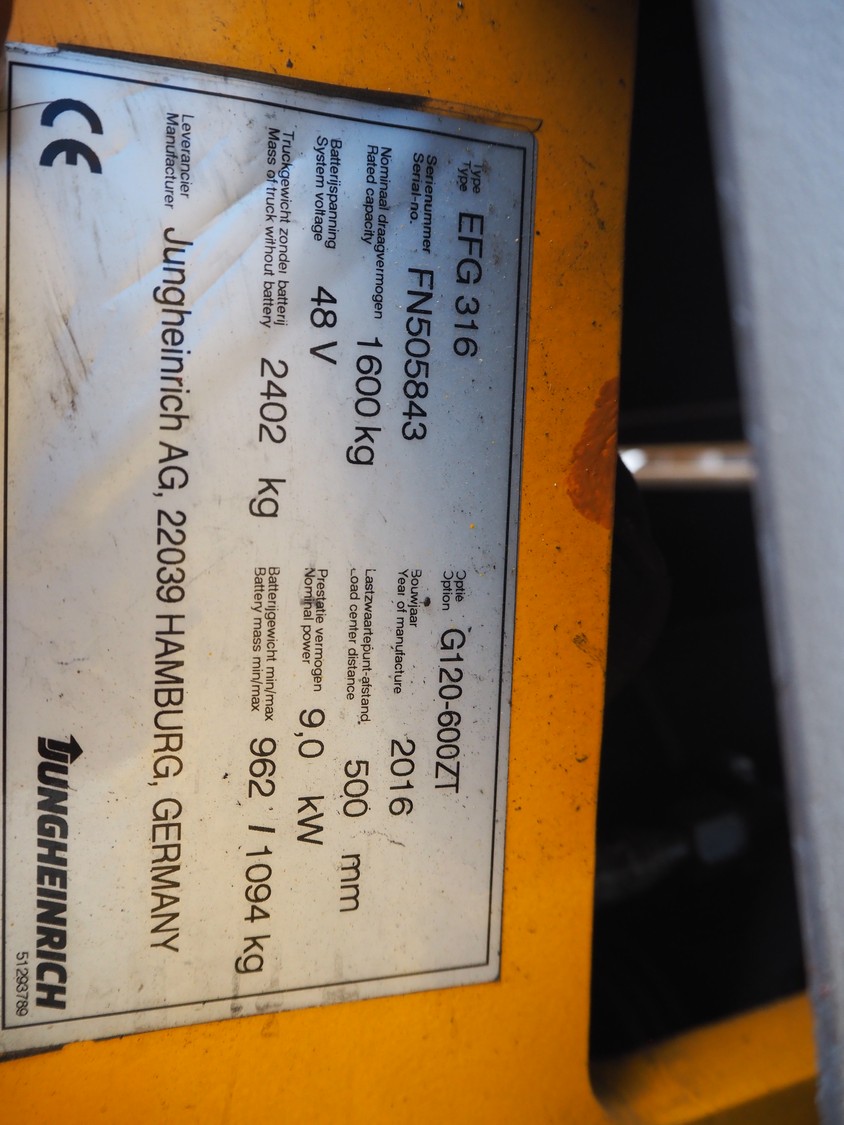 Type
Type EFG 316
Optie
Option G120-600ZT
Serienummer
Serial-no. FN505843
Bouwjaar
Year of manufacture 2016
Nominaal draagvermogen
Rated capacity 1600 kg
Lastzwaartepunt-afstand
Load center distance 500 mm
Batterijspanning
System voltage 48 V
Prestatie vermogen
Nominal power 9,0 kW
Truckgewicht zonder batterij
Mass of truck without battery 2402 kg
Batterijgewicht min/max
Battery mass min/max 962 / 1094 kg
Leverancier
Manufacturer Jungheinrich AG, 22039 HAMBURG, GERMANY
CE JUNGHEINRICH
51293789